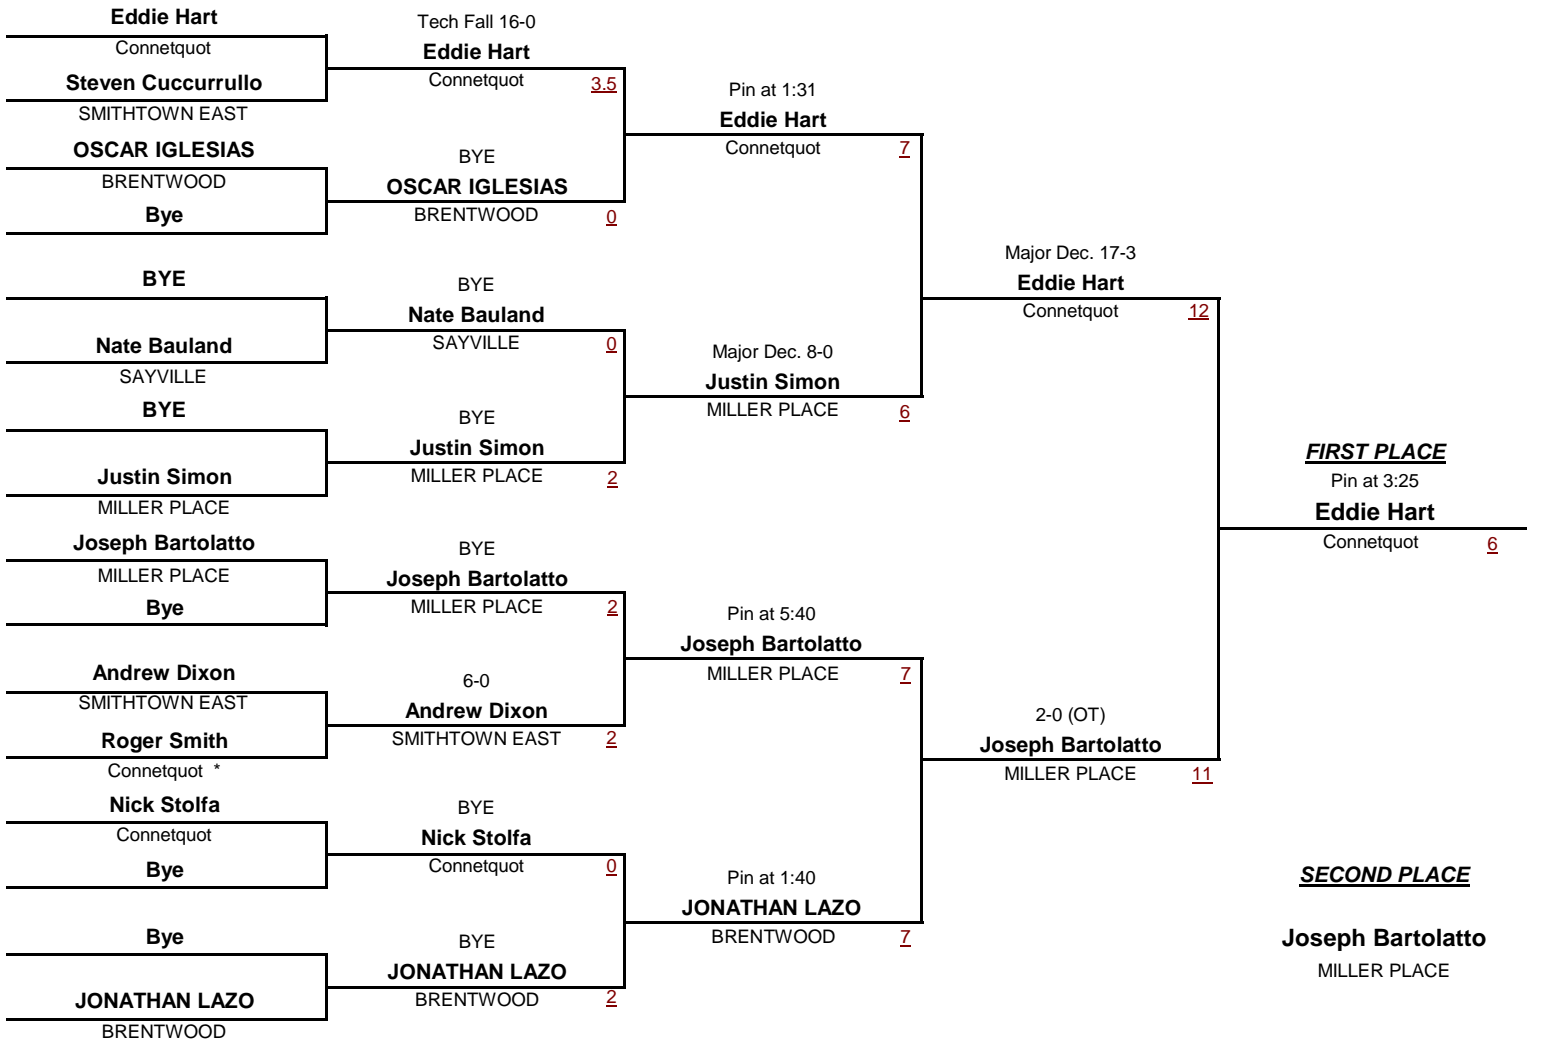 Eddie Hart
Connetquot
Steven Cuccurrullo
SMITHTOWN EAST
OSCAR IGLESIAS
BRENTWOOD
Bye
BYE
Nate Bauland
SAYVILLE
BYE
Justin Simon
MILLER PLACE
Joseph Bartolatto
MILLER PLACE
Bye
Andrew Dixon
SMITHTOWN EAST
Roger Smith
Connetquot *
Nick Stolfa
Connetquot
Bye
Bye
JONATHAN LAZO
BRENTWOOD
Tech Fall 16-0
Eddie Hart
Connetquot 3.5
BYE
OSCAR IGLESIAS
BRENTWOOD 0
BYE
Nate Bauland
SAYVILLE 0
BYE
Justin Simon
MILLER PLACE 2
BYE
Joseph Bartolatto
MILLER PLACE 2
6-0
Andrew Dixon
SMITHTOWN EAST 2
BYE
Nick Stolfa
Connetquot 0
BYE
JONATHAN LAZO
BRENTWOOD 2
Pin at 1:31
Eddie Hart
Connetquot 7
Major Dec. 8-0
Justin Simon
MILLER PLACE 6
Pin at 5:40
Joseph Bartolatto
MILLER PLACE 7
Pin at 1:40
JONATHAN LAZO
BRENTWOOD 7
Major Dec. 17-3
Eddie Hart
Connetquot 12
2-0 (OT)
Joseph Bartolatto
MILLER PLACE 11
FIRST PLACE
Pin at 3:25
Eddie Hart
Connetquot 6
SECOND PLACE
Joseph Bartolatto
MILLER PLACE